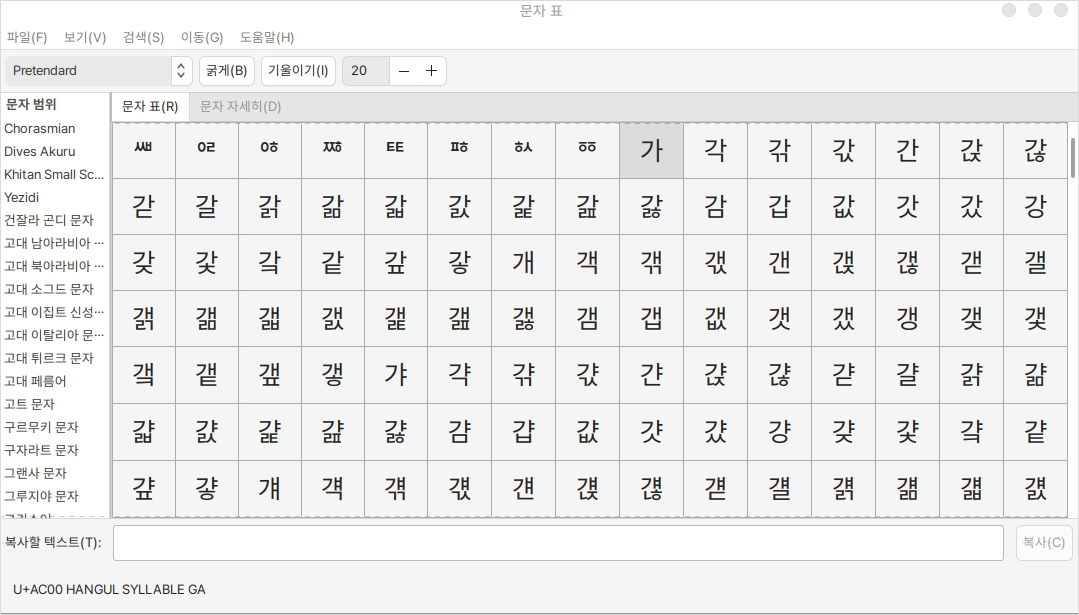 문자 표
파일(F) 보기(V) 검색(S) 이동(G) 도움말(H)
Pretendard 굵게(B) 기울이기(I) 20 — +
문자 범위
Chorasmian
Dives Akuru
Khitan Small Sc...
Yezidi
건잘라 곤디 문자
고대 남아라비아 ···
고대 북아라비아 ···
고대 소그드 문자
고대 이집트 신성···
고대 이탈리아 문···
고대 튀르크 문자
고대 페름어
고트 문자
구르무키 문자
구자라트 문자
그랜사 문자
그루지야 문자
문자 표(R) 문자 자세히(D)
ꥵ ꥶ ꥷ ꥸ ꥹ ꥺ ꥻ ꥼ 가 각 갂 갃 간 갅 갆
갇 갈 갉 갊 갋 갌 갍 갎 갏 감 갑 값 갓 갔 강
갖 갗 갘 같 갚 갛 개 객 갞 갟 갠 갡 갢 갣 갤
갥 갦 갧 갨 갩 갪 갫 갬 갭 갮 갯 갰 갱 갲 갳
갴 갵 갶 갷 갸 갹 갺 갻 갼 갽 갾 갿 걀 걁 걂
걃 걄 걅 걆 걇 걈 걉 걊 걋 걌 걍 걎 걏 걐 걑
걒 걓 걔 걕 걖 걗 걘 걙 걚 걛 걜 걝 걞 걟 걠
복사할 텍스트(T): 복사(C)
U+AC00 HANGUL SYLLABLE GA